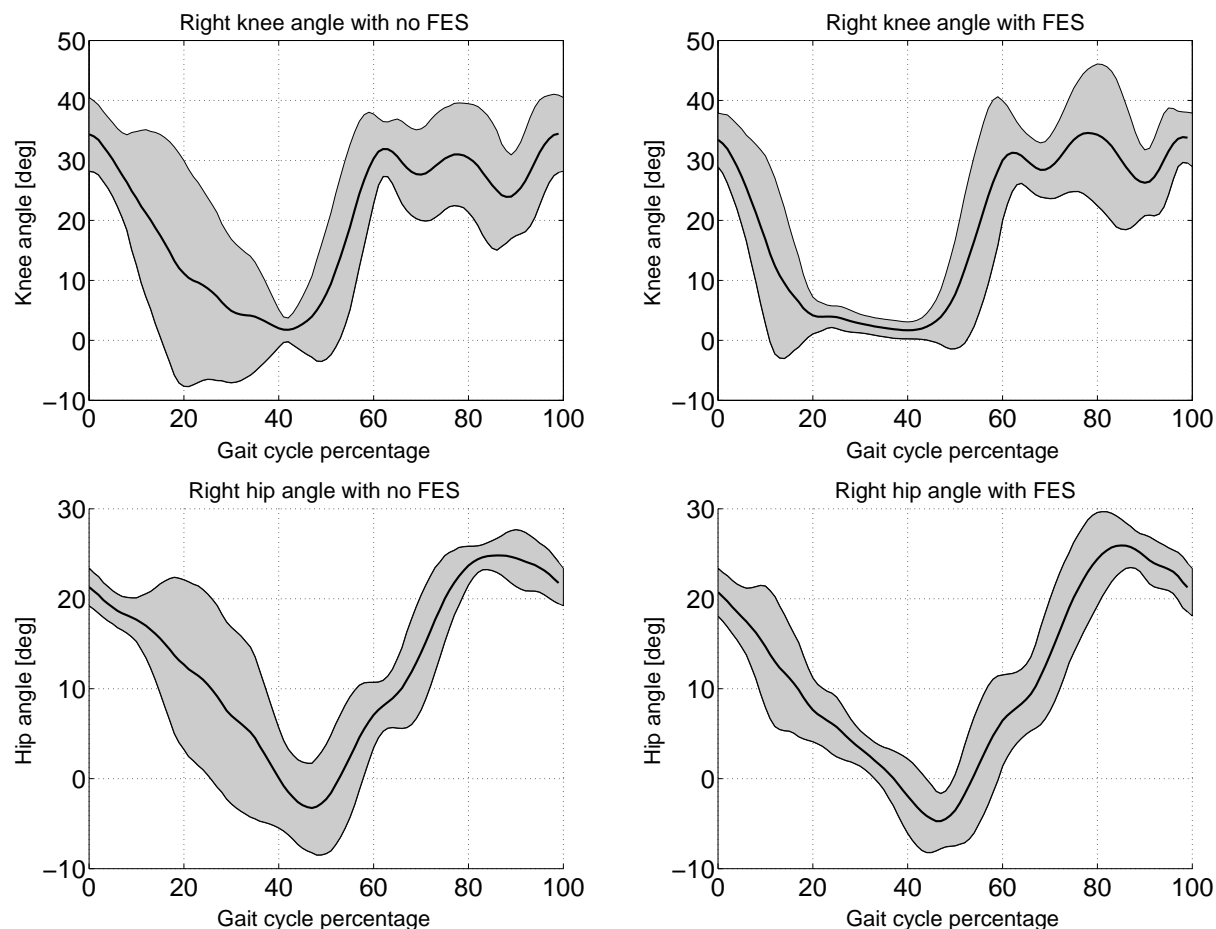 Right knee angle with no FES
50
40
30
20
10
0
−10
Knee angle [deg]
0 20 40 60 80 100
Gait cycle percentage
Right knee angle with FES
50
40
30
20
10
0
−10
Knee angle [deg]
0 20 40 60 80 100
Gait cycle percentage
Right hip angle with no FES
30
20
10
0
−10
Hip angle [deg]
0 20 40 60 80 100
Gait cycle percentage
Right hip angle with FES
30
20
10
0
−10
Hip angle [deg]
0 20 40 60 80 100
Gait cycle percentage